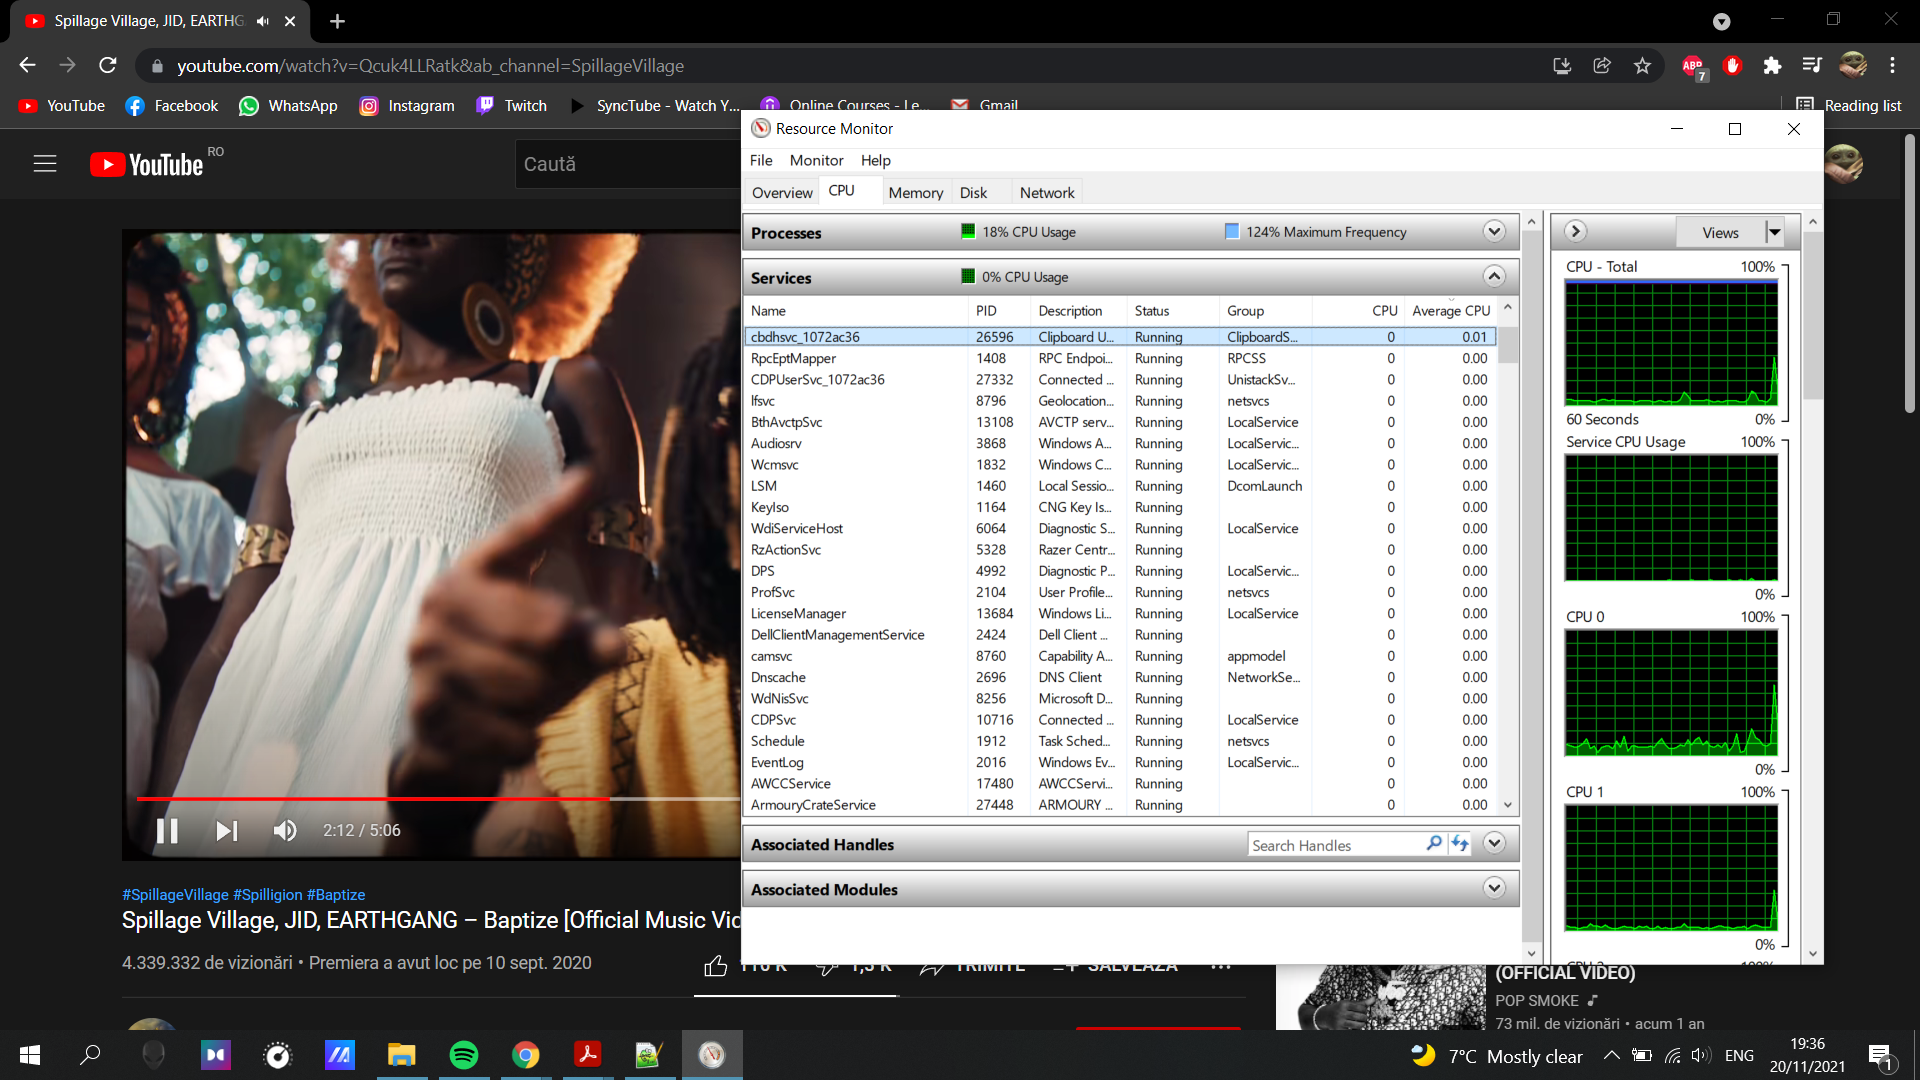 Spillage Village, JID, EARTHG
youtube.com/watch?v=Qcuk4LLRatk&ab_channel=SpillageVillage
ABP
7
YouTube Facebook WhatsApp Instagram Twitch SyncTube - Watch Y... Online Courses - Le... Gmail Reading list
YouTube RO
Caută
Resource Monitor
File Monitor Help
Overview CPU Memory Disk Network
Processes 18% CPU Usage 124% Maximum Frequency
Services 0% CPU Usage
Name PID Description Status Group CPU Average CPU
cbdhsvc_1072ac36 26596 Clipboard U... Running ClipboardS... 0 0.01
RpcEptMapper 1408 RPC Endpoi... Running RPCSS 0 0.00
CDPUserSvc_1072ac36 27332 Connected ... Running UnistackSv... 0 0.00
lfsvc 8796 Geolocation... Running netsvcs 0 0.00
BthAvctpSvc 13108 AVCTP serv... Running LocalService 0 0.00
Audiosrv 3868 Windows A... Running LocalServic... 0 0.00
Wcmsvc 1832 Windows C... Running LocalServic... 0 0.00
LSM 1460 Local Sessio... Running DcomLaunch 0 0.00
KeyIso 1164 CNG Key Is... Running 0 0.00
WdiServiceHost 6064 Diagnostic S... Running LocalService 0 0.00
RzActionSvc 5328 Razer Centr... Running 0 0.00
DPS 4992 Diagnostic P... Running LocalServic... 0 0.00
ProfSvc 2104 User Profile... Running netsvcs 0 0.00
LicenseManager 13684 Windows Li... Running LocalService 0 0.00
DellClientManagementService 2424 Dell Client ... Running 0 0.00
camsvc 8760 Capability A... Running appmodel 0 0.00
Dnscache 2696 DNS Client Running NetworkSe... 0 0.00
WdNisSvc 8256 Microsoft D... Running 0 0.00
CDPSvc 10716 Connected ... Running LocalService 0 0.00
Schedule 1912 Task Sched... Running netsvcs 0 0.00
EventLog 2016 Windows Ev... Running LocalServic... 0 0.00
AWCCService 17480 AWCCServi... Running 0 0.00
ArmouryCrateService 27448 ARMOURY ... Running 0 0.00
Associated Handles Search Handles
Associated Modules
Views
CPU - Total 100%
60 Seconds 0%
Service CPU Usage 100%
0%
CPU 0 100%
0%
CPU 1 100%
0%
2:12 / 5:06
#SpillageVillage #Spilligion #Baptize
Spillage Village, JID, EARTHGANG – Baptize [Official Music Vid
4.339.332 de vizionări • Premiera a avut loc pe 10 sept. 2020
TRIMITE SALVEAZĂ
(OFFICIAL VIDEO)
POP SMOKE
73 mil. de vizionări • acum 1 an
7°C Mostly clear ENG
19:36
20/11/2021
1